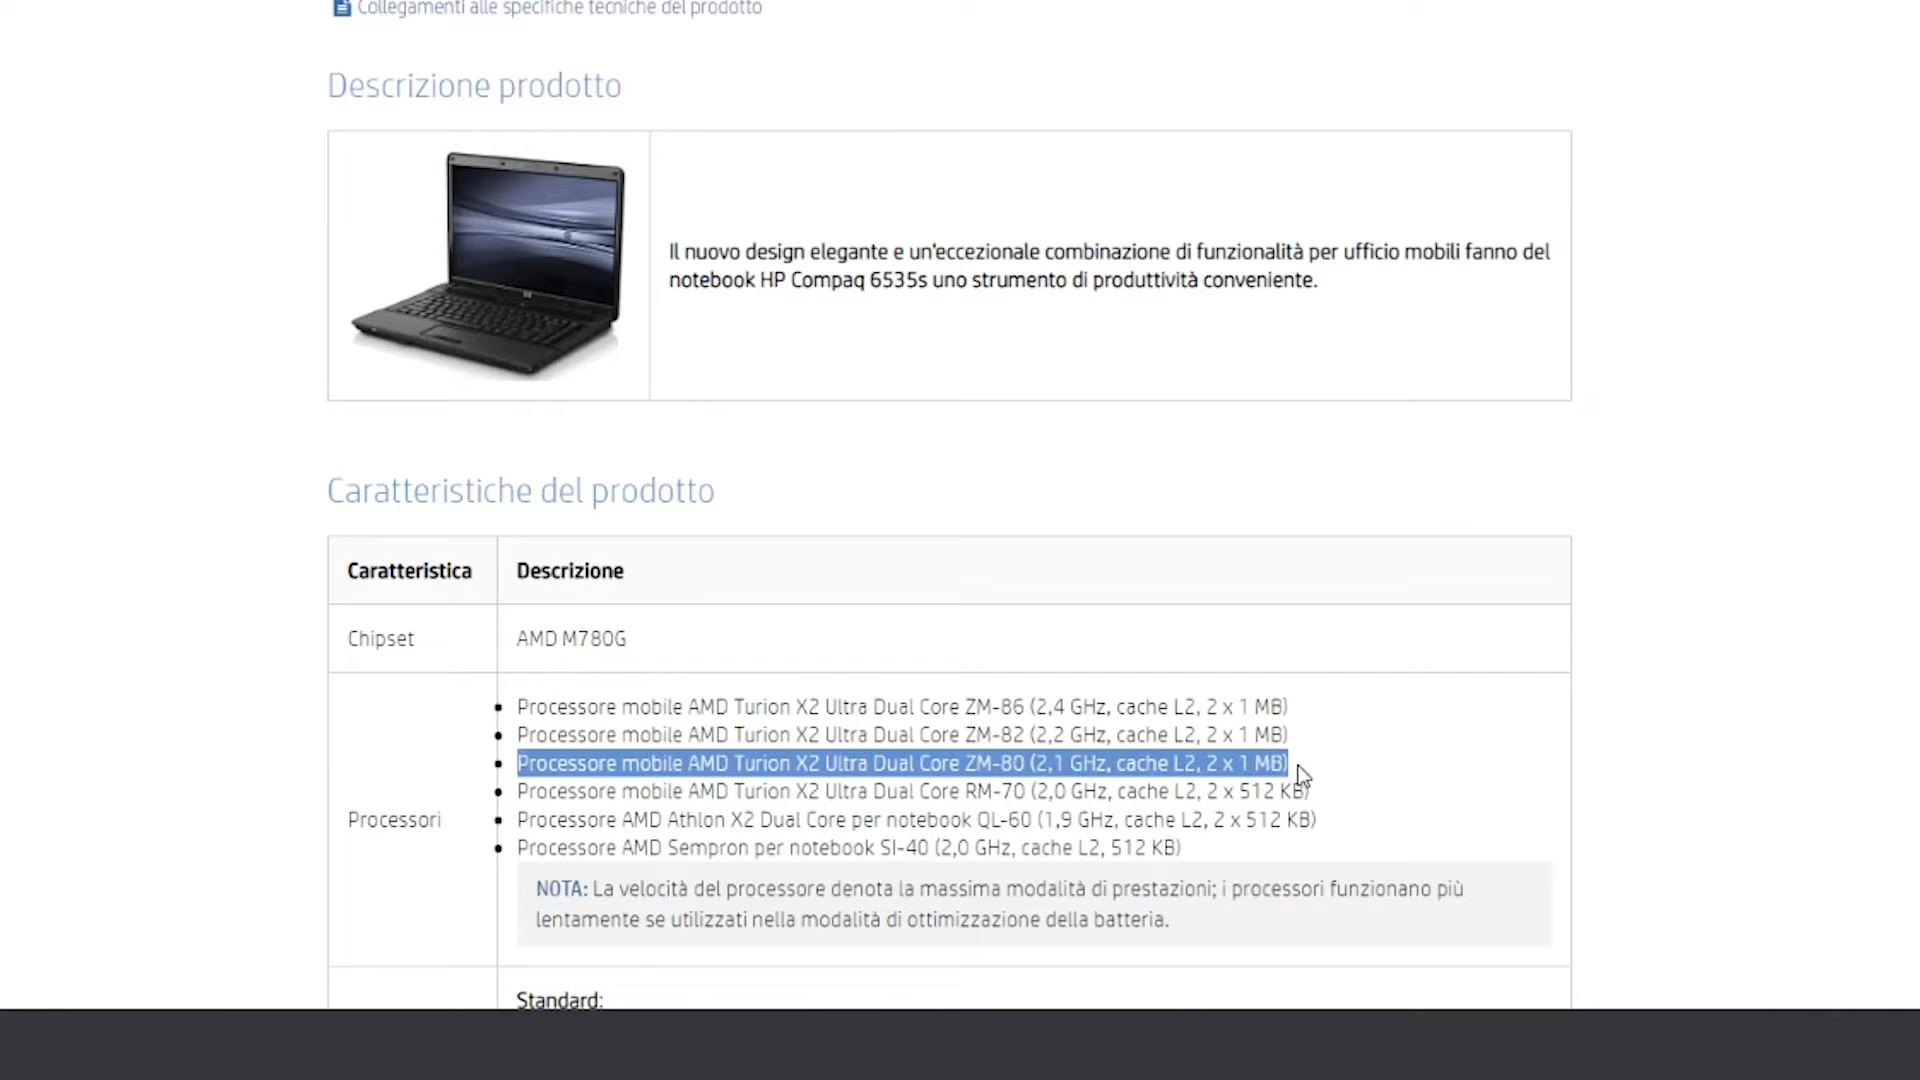 Collegamenti alle specifiche tecniche del prodotto
Descrizione prodotto
Il nuovo design elegante e un'eccezionale combinazione di funzionalità per ufficio mobili fanno del
notebook HP Compaq 6535s uno strumento di produttività conveniente.
Caratteristiche del prodotto
Caratteristica
Descrizione
Chipset
AMD M780G
Processori
Processore mobile AMD Turion X2 Ultra Dual Core ZM-86 (2,4 GHz, cache L2, 2 x 1 MB)
Processore mobile AMD Turion X2 Ultra Dual Core ZM-82 (2,2 GHz, cache L2, 2 x 1 MB)
Processore mobile AMD Turion X2 Ultra Dual Core ZM-80 (2,1 GHz, cache L2, 2 x 1 MB)
Processore mobile AMD Turion X2 Ultra Dual Core RM-70 (2,0 GHz, cache L2, 2 x 512 KB)
Processore AMD Athlon X2 Dual Core per notebook QL-60 (1,9 GHz, cache L2, 2 x 512 KB)
Processore AMD Sempron per notebook SI-40 (2,0 GHz, cache L2, 512 KB)
NOTA: La velocità del processore denota la massima modalità di prestazioni; i processori funzionano più
lentamente se utilizzati nella modalità di ottimizzazione della batteria.
Standard: